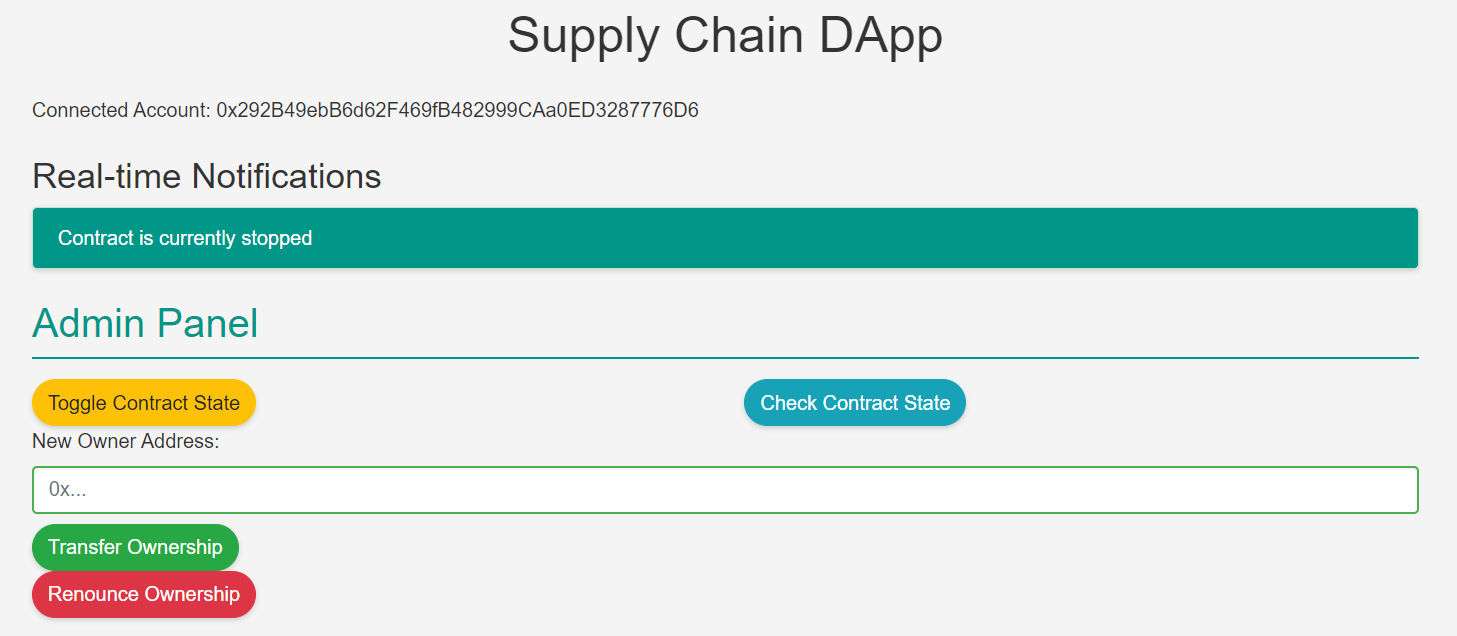 Supply Chain DApp
Connected Account: 0x292B49ebB6d62F469fB482999CAa0ED3287776D6
Real-time Notifications
Contract is currently stopped
Admin Panel
Toggle Contract State
Check Contract State
New Owner Address:
0x...
Transfer Ownership
Renounce Ownership